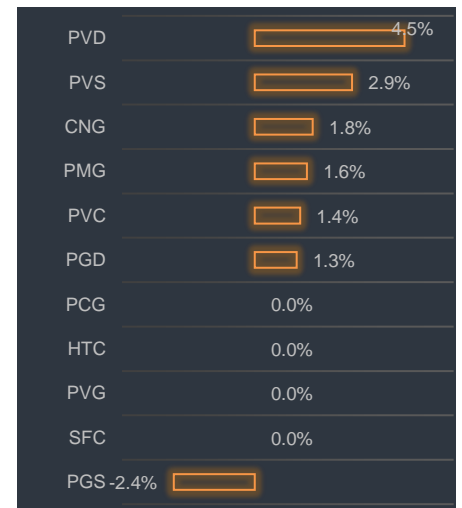 PVD 4.5%
PVS 2.9%
CNG 1.8%
PMG 1.6%
PVC 1.4%
PGD 1.3%
PCG 0.0%
HTC 0.0%
PVG 0.0%
SFC 0.0%
PGS -2.4%